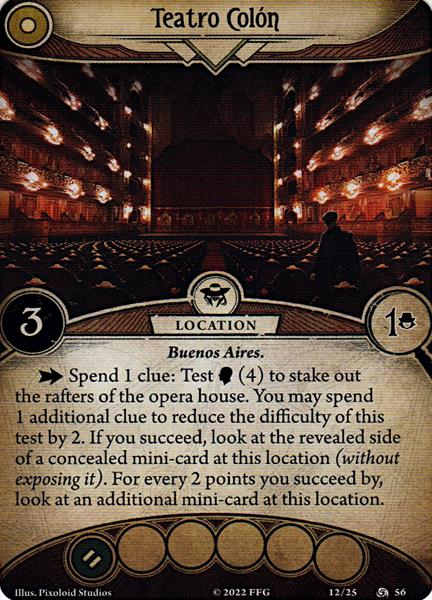 Teatro Colón
3
1
LOCATION
Buenos Aires.
Spend 1 clue: Test (4) to stake out
the rafters of the opera house. You may spend
1 additional clue to reduce the difficulty of this
test by 2. If you succeed, look at the revealed side
of a concealed mini-card at this location (without
exposing it). For every 2 points you succeed by,
look at an additional mini-card at this location.
Illus. Pixoloid Studios © 2022 FFG 12/25 56